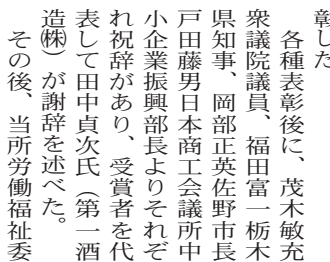 彰した
　各種表彰後に、茂木敏充
衆議院議員、福田富一栃木
県知事、岡部正英佐野市長
戸田藤男日本商工会議所中
小企業振興部長よりそれぞ
れ祝辞があり、受賞者を代
表して田中貞次氏（第一酒
造㈱）が謝辞を述べた。
　その後、当所労働福祉委